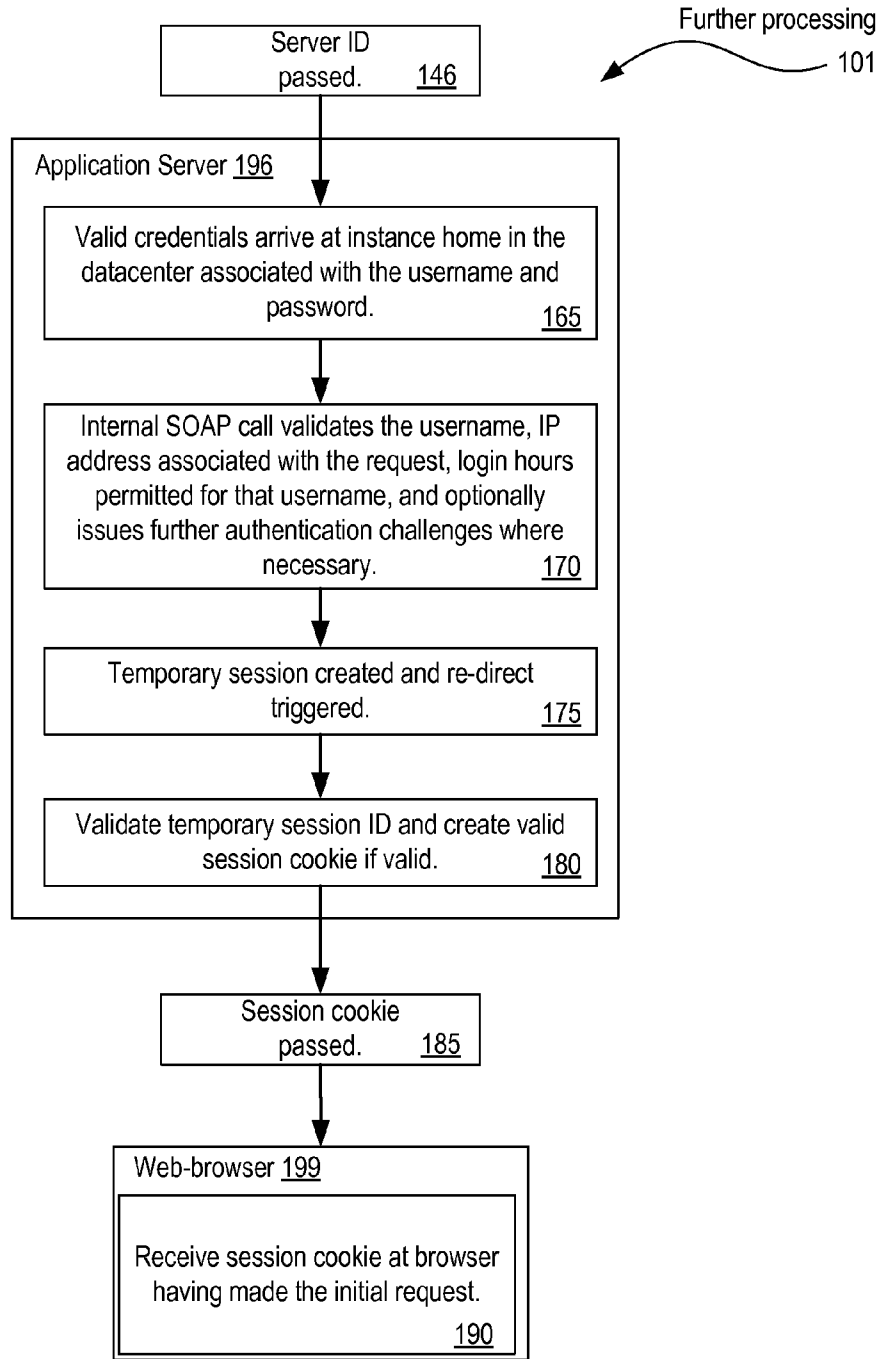 Further processing
101
Server ID
passed. 146
Application Server 196
Valid credentials arrive at instance home in the
datacenter associated with the username and
password.
165
Internal SOAP call validates the username, IP
address associated with the request, login hours
permitted for that username, and optionally
issues further authentication challenges where
necessary. 170
Temporary session created and re-direct
triggered. 175
Validate temporary session ID and create valid
session cookie if valid. 180
Session cookie
passed. 185
Web-browser 199
Receive session cookie at browser
having made the initial request.
190